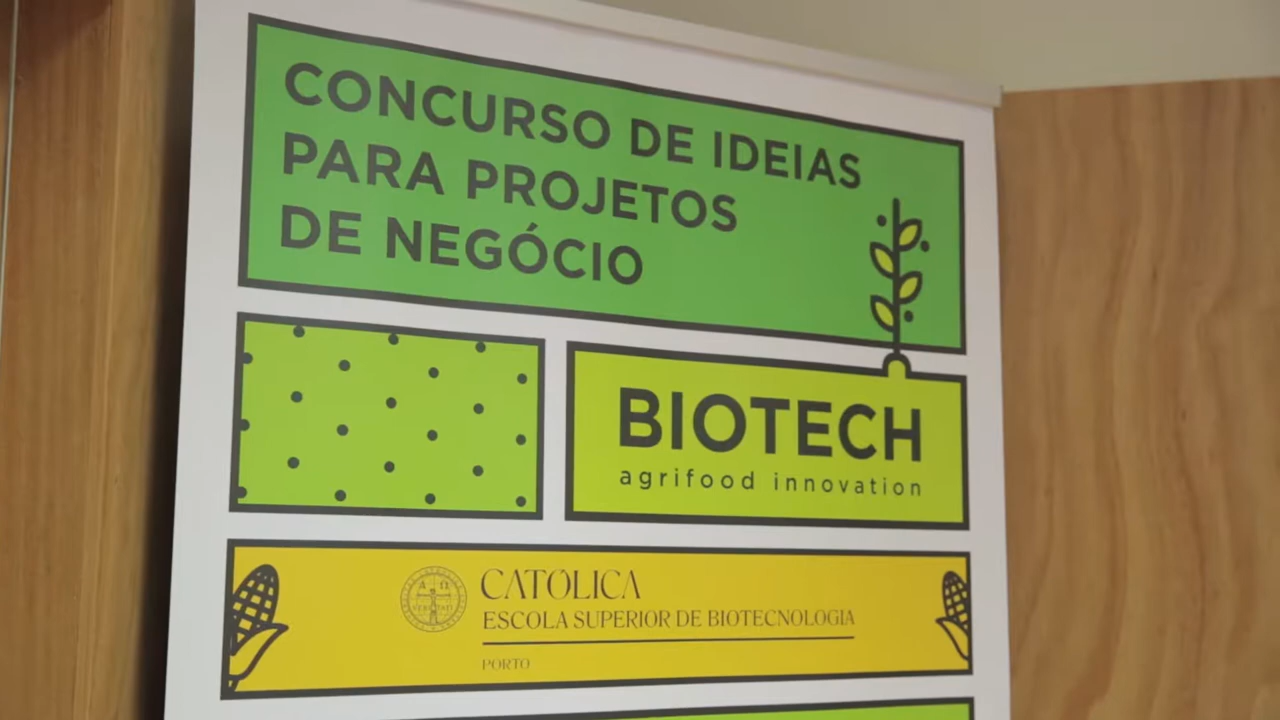 CONCURSO DE IDEIAS
PARA PROJETOS
DE NEGÓCIO
BIOTECH
agrifood innovation
CATÓLICA
ESCOLA SUPERIOR DE BIOTECNOLOGIA
PORTO